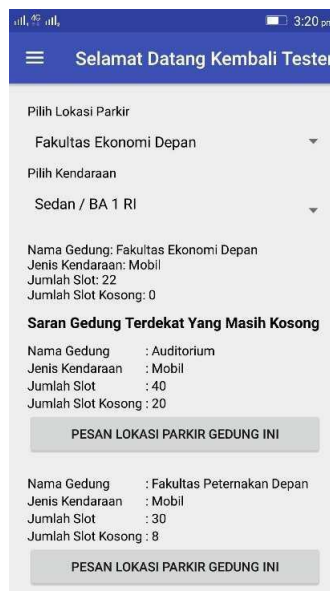 4G
3:20 pm
Selamat Datang Kembali Tester
Pilih Lokasi Parkir
Fakultas Ekonomi Depan
Pilih Kendaraan
Sedan / BA 1 RI
Nama Gedung: Fakultas Ekonomi Depan
Jenis Kendaraan: Mobil
Jumlah Slot: 22
Jumlah Slot Kosong: 0
Saran Gedung Terdekat Yang Masih Kosong
Nama Gedung : Auditorium
Jenis Kendaraan : Mobil
Jumlah Slot : 40
Jumlah Slot Kosong : 20
PESAN LOKASI PARKIR GEDUNG INI
Nama Gedung : Fakultas Peternakan Depan
Jenis Kendaraan : Mobil
Jumlah Slot : 30
Jumlah Slot Kosong : 8
PESAN LOKASI PARKIR GEDUNG INI